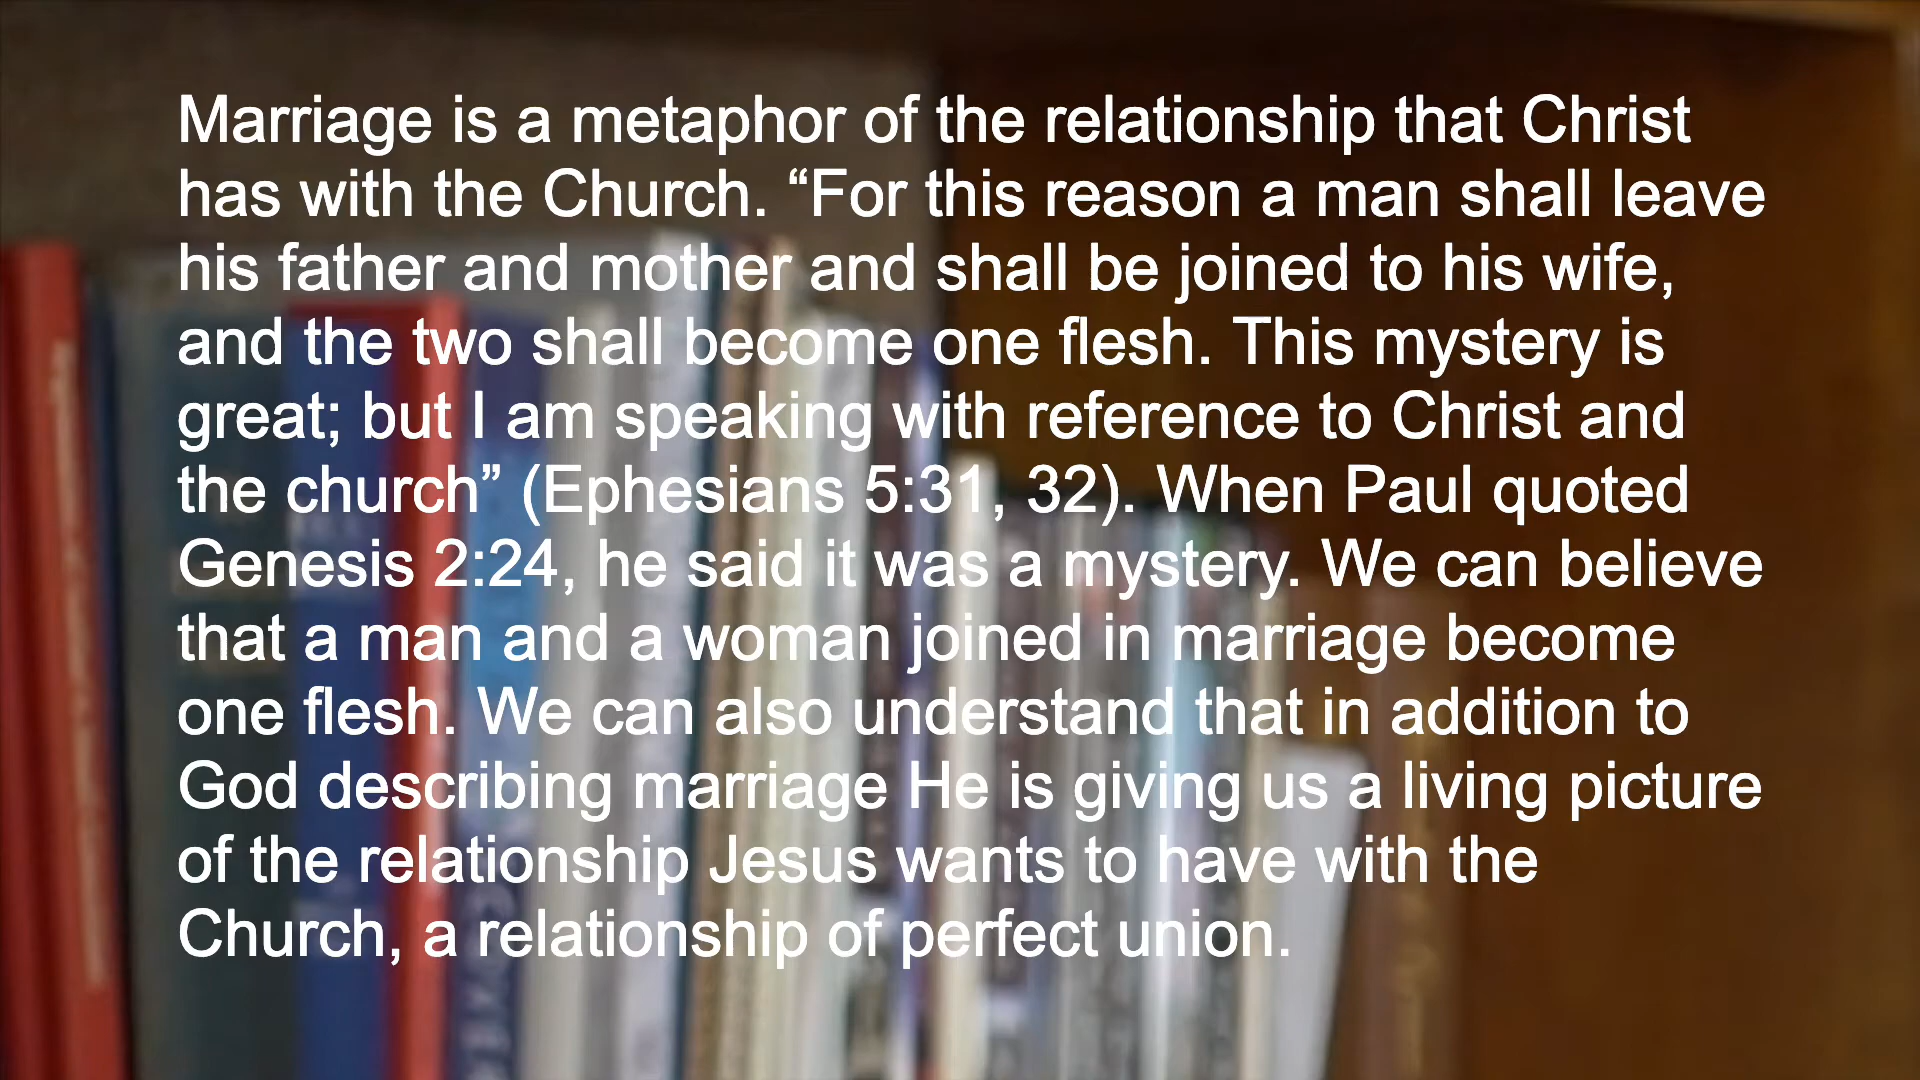 Marriage is a metaphor of the relationship that Christ
has with the Church. “For this reason a man shall leave
his father and mother and shall be joined to his wife,
and the two shall become one flesh. This mystery is
great; but I am speaking with reference to Christ and
the church” (Ephesians 5:31, 32). When Paul quoted
Genesis 2:24, he said it was a mystery. We can believe
that a man and a woman joined in marriage become
one flesh. We can also understand that in addition to
God describing marriage He is giving us a living picture
of the relationship Jesus wants to have with the
Church, a relationship of perfect union.